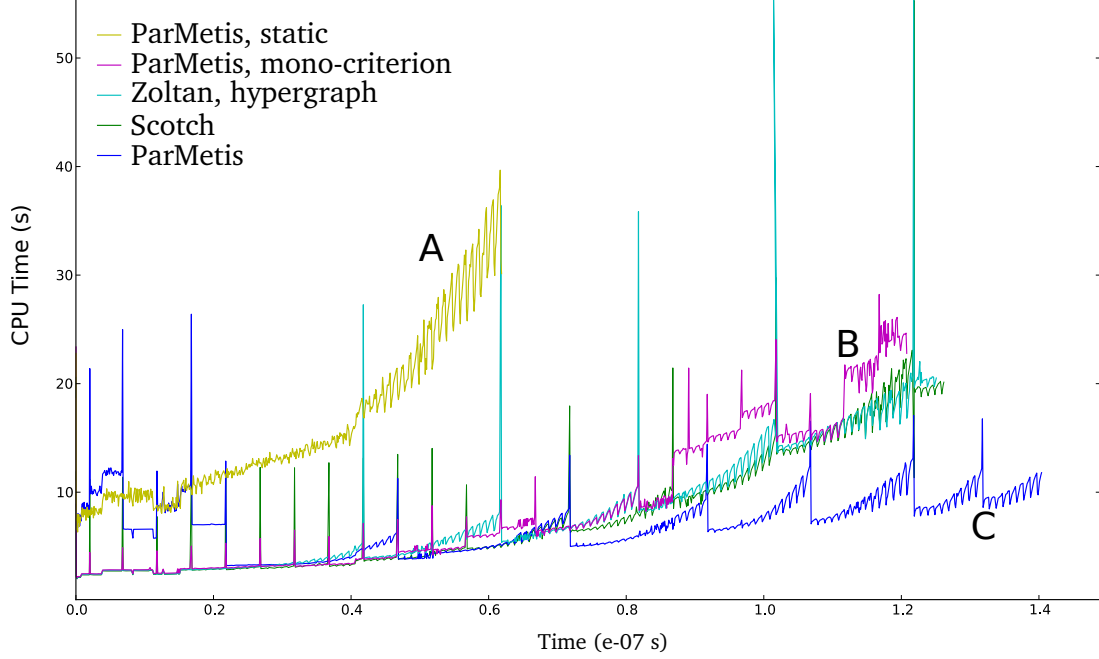 ParMetis, static
ParMetis, mono-criterion
Zoltan, hypergraph
Scotch
ParMetis
A
B
C
CPU Time (s)
50
40
30
20
10
0.0 0.2 0.4 0.6 0.8 1.0 1.2 1.4
Time (e-07 s)